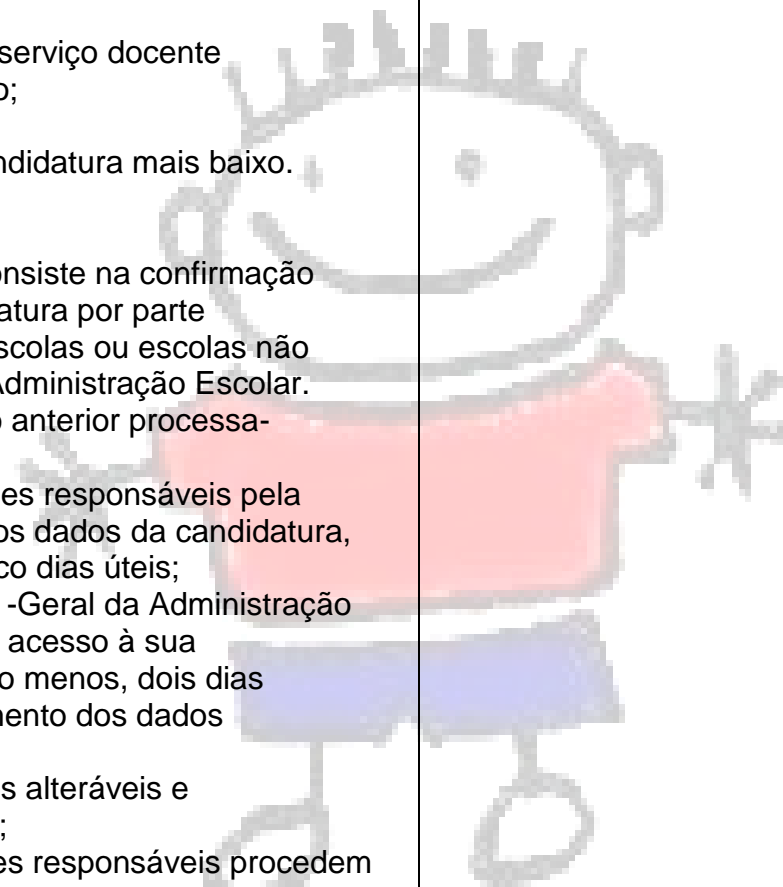 serviço docente
o;
ndidatura mais baixo.
onsiste na confirmação
atura por parte
scolas ou escolas não
Administração Escolar.
o anterior processa-
es responsáveis pela
os dados da candidatura,
co dias úteis;
-Geral da Administração
acesso à sua
o menos, dois dias
mento dos dados
s alteráveis e
;
es responsáveis procedem